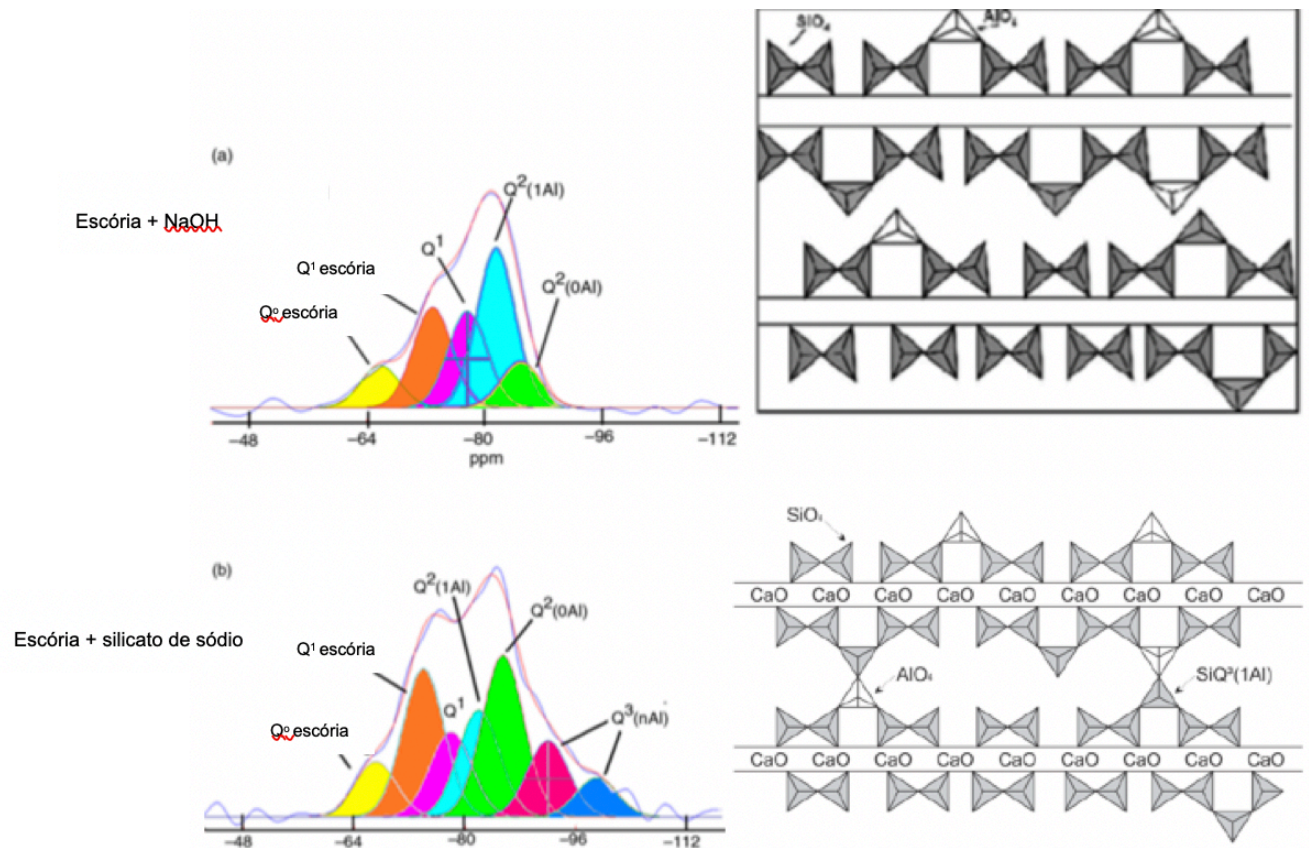 (a)
Escória + NaOH
Q²(1Al)
Q¹
Q¹ escória
Q²(0Al)
Qº escória
–48
–64
–80
–96
–112
ppm
SiO₄
AlO₄
(b)
Escória + silicato de sódio
Q²(1Al)
Q²(0Al)
Q¹ escória
Q¹
Q³(nAl)
Qº escória
–48
–64
–80
–96
–112
SiO₄
CaO CaO CaO CaO CaO CaO CaO CaO CaO
AlO₄
SiQ³(1Al)
CaO CaO CaO CaO CaO CaO CaO CaO CaO